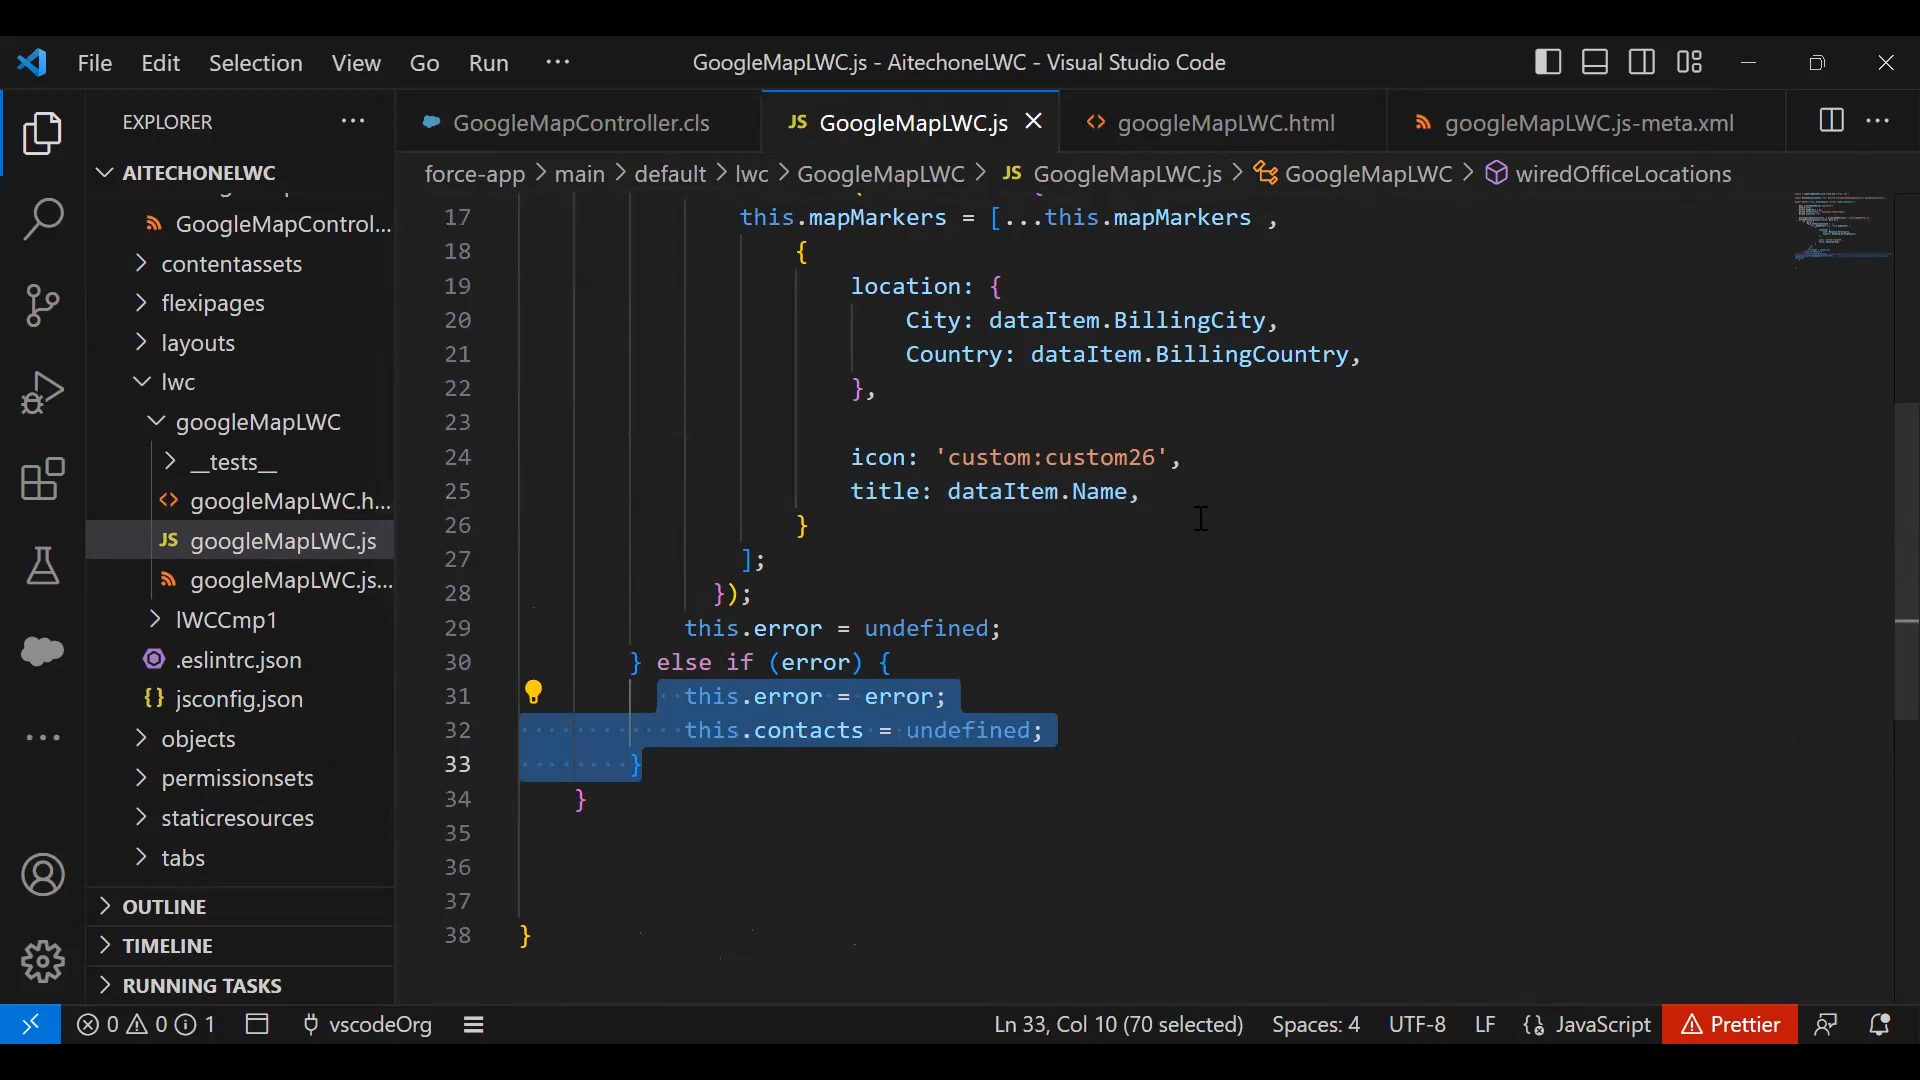 File Edit Selection View Go Run ··· GoogleMapLWC.js - AitechoneLWC - Visual Studio Code
EXPLORER ···
AITECHONELWC
GoogleMapControl...
contentassets
flexipages
layouts
lwc
googleMapLWC
__tests__
googleMapLWC.h...
JS googleMapLWC.js
googleMapLWC.js...
lWCCmp1
.eslintrc.json
{} jsconfig.json
objects
permissionsets
staticresources
tabs
OUTLINE
TIMELINE
RUNNING TASKS
GoogleMapController.cls JS GoogleMapLWC.js googleMapLWC.html googleMapLWC.js-meta.xml
force-app > main > default > lwc > GoogleMapLWC > JS GoogleMapLWC.js > GoogleMapLWC > wiredOfficeLocations
17 this.mapMarkers = [...this.mapMarkers ,
18 {
19 location: {
20 City: dataItem.BillingCity,
21 Country: dataItem.BillingCountry,
22 },
23
24 icon: 'custom:custom26',
25 title: dataItem.Name,
26 }
27 ];
28 });
29 this.error = undefined;
30 } else if (error) {
31 this.error = error;
32 this.contacts = undefined;
33 }
34 }
35
36
37
38 }
0 0 1 vscodeOrg Ln 33, Col 10 (70 selected) Spaces: 4 UTF-8 LF JavaScript Prettier